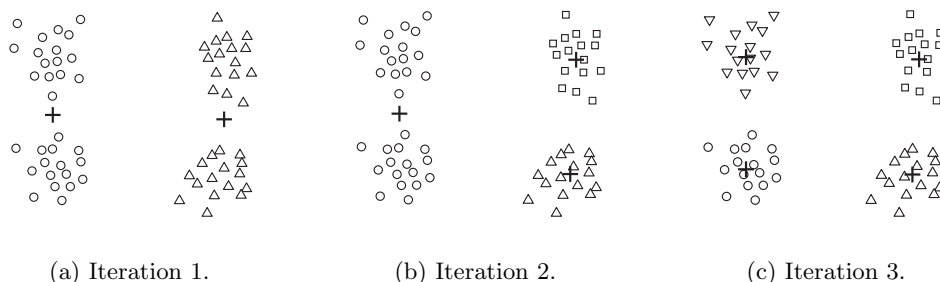 (a) Iteration 1.
(b) Iteration 2.
(c) Iteration 3.